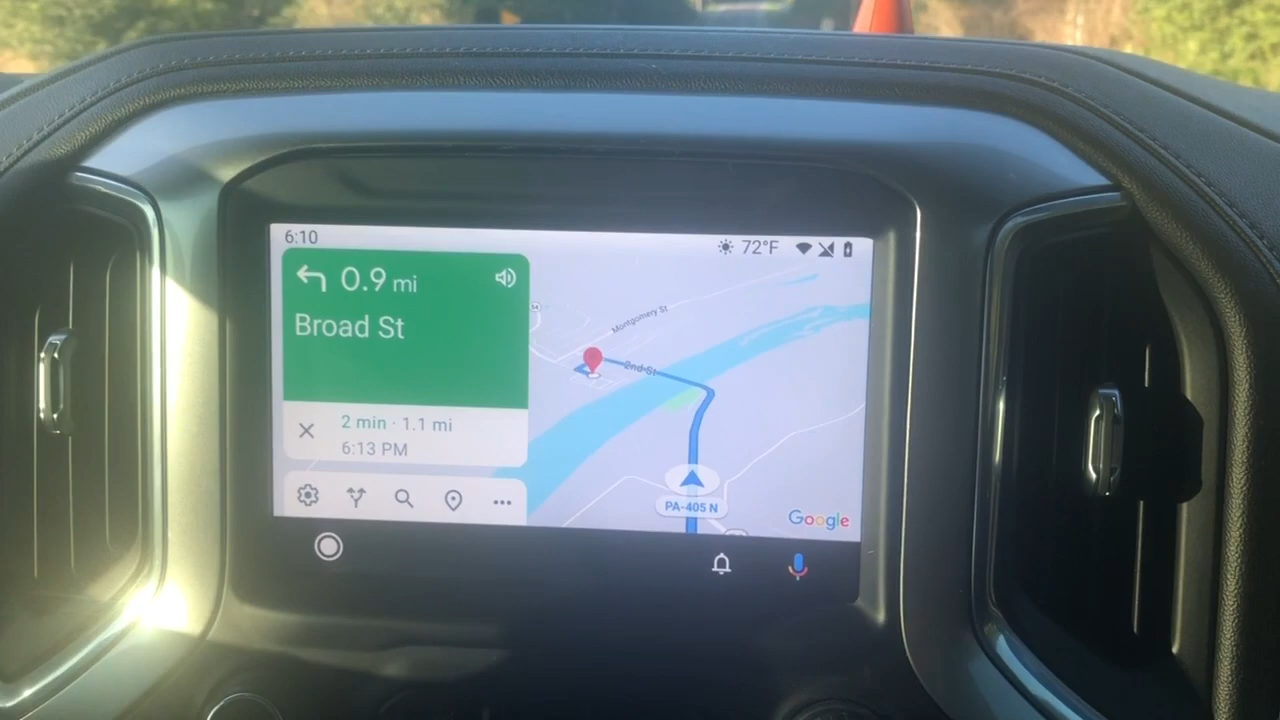 6:10
72°F
0.9 mi
Broad St
2 min · 1.1 mi
6:13 PM
54
Montgomery St
2nd St
PA-405 N
Google